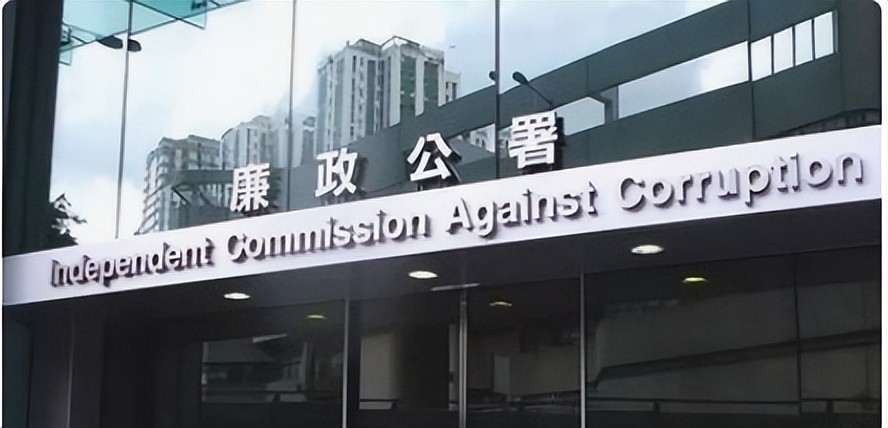 廉政公署
Independent Commission Against Corruption